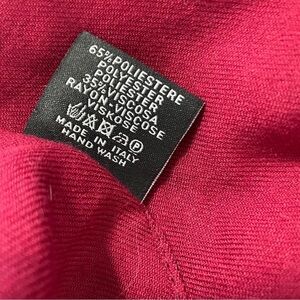 65%POLIESTERE
POLYESTER
POLYESTER
35%VISCOSA
RAYON-VISCOSE
VISKOSE
P
MADE IN ITALY
HAND WASH